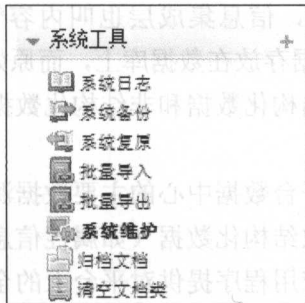 系统工具
系统日志
系统备份
系统复原
批量导入
批量导出
系统维护
归档文档
清空文档类